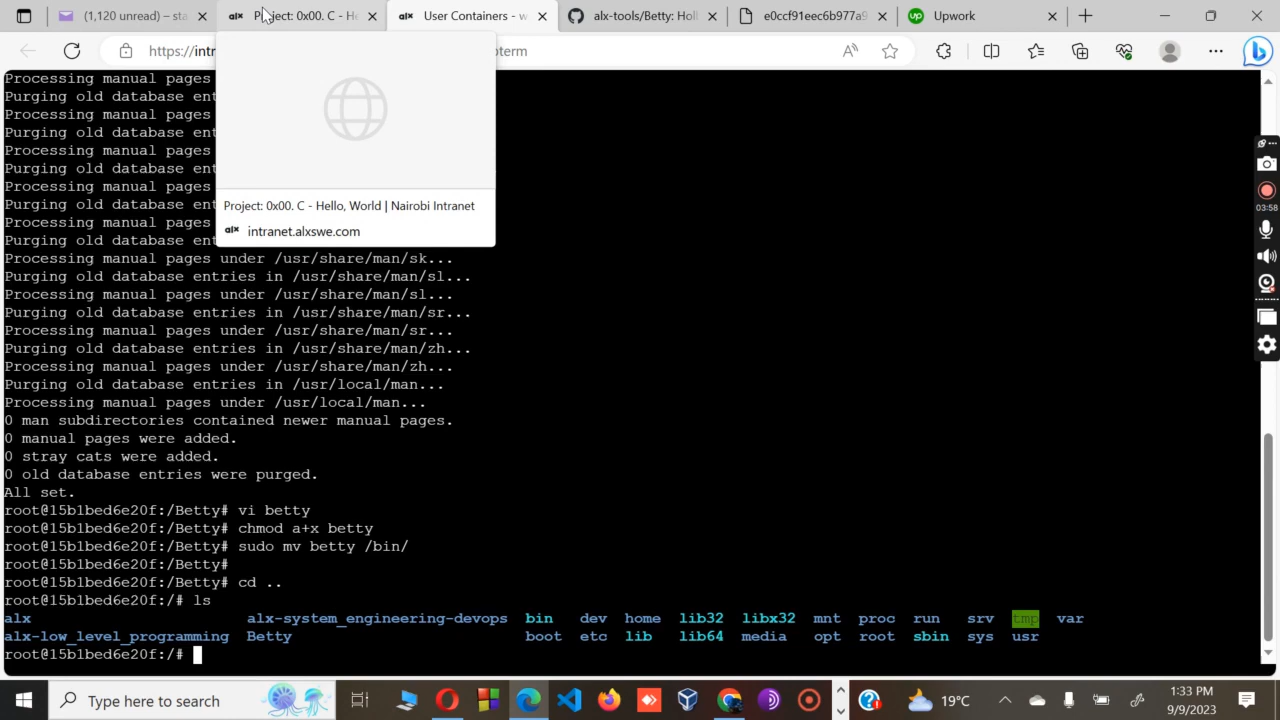 (1,120 unread) – sta
alx Project: 0x00. C - He
alx User Containers - w
alx-tools/Betty: Holl
e0ccf91eec6b977a9
up Upwork
https://intr
oterm
Processing manual pages
Purging old database ent
Processing manual pages
Purging old database ent
Processing manual pages
Purging old database ent
Processing manual pages
Purging old database ent
Processing manual pages
Purging old database ent
Project: 0x00. C - Hello, World | Nairobi Intranet
alx intranet.alxswe.com
Processing manual pages under /usr/share/man/sk...
Purging old database entries in /usr/share/man/sl...
Processing manual pages under /usr/share/man/sl...
Purging old database entries in /usr/share/man/sr...
Processing manual pages under /usr/share/man/sr...
Purging old database entries in /usr/share/man/zh...
Processing manual pages under /usr/share/man/zh...
Purging old database entries in /usr/local/man...
Processing manual pages under /usr/local/man...
0 man subdirectories contained newer manual pages.
0 manual pages were added.
0 stray cats were added.
0 old database entries were purged.
All set.
root@15b1bed6e20f:/Betty# vi betty
root@15b1bed6e20f:/Betty# chmod a+x betty
root@15b1bed6e20f:/Betty# sudo mv betty /bin/
root@15b1bed6e20f:/Betty#
root@15b1bed6e20f:/Betty# cd ..
root@15b1bed6e20f:/# ls
alx alx-system_engineering-devops bin dev home lib32 libx32 mnt proc run srv tmp var
alx-low_level_programming Betty boot etc lib lib64 media opt root sbin sys usr
root@15b1bed6e20f:/#
03:58
Type here to search
19°C
1:33 PM
9/9/2023